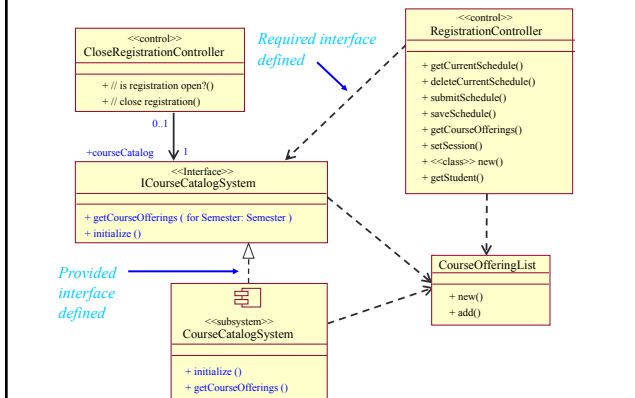 <<control>>
CloseRegistrationController
+ // is registration open?()
+ // close registration()
Required interface
defined
<<control>>
RegistrationController
+ getCurrentSchedule()
+ deleteCurrentSchedule()
+ submitSchedule()
+ saveSchedule()
+ getCourseOfferings()
+ setSession()
+ <<class>> new()
+ getStudent()
0..1
+courseCatalog
1
<<Interface>>
ICourseCatalogSystem
+ getCourseOfferings ( for Semester: Semester )
+ initialize ()
Provided
interface
defined
CourseOfferingList
+ new()
+ add()
<<subsystem>>
CourseCatalogSystem
+ initialize ()
+ getCourseOfferings ()